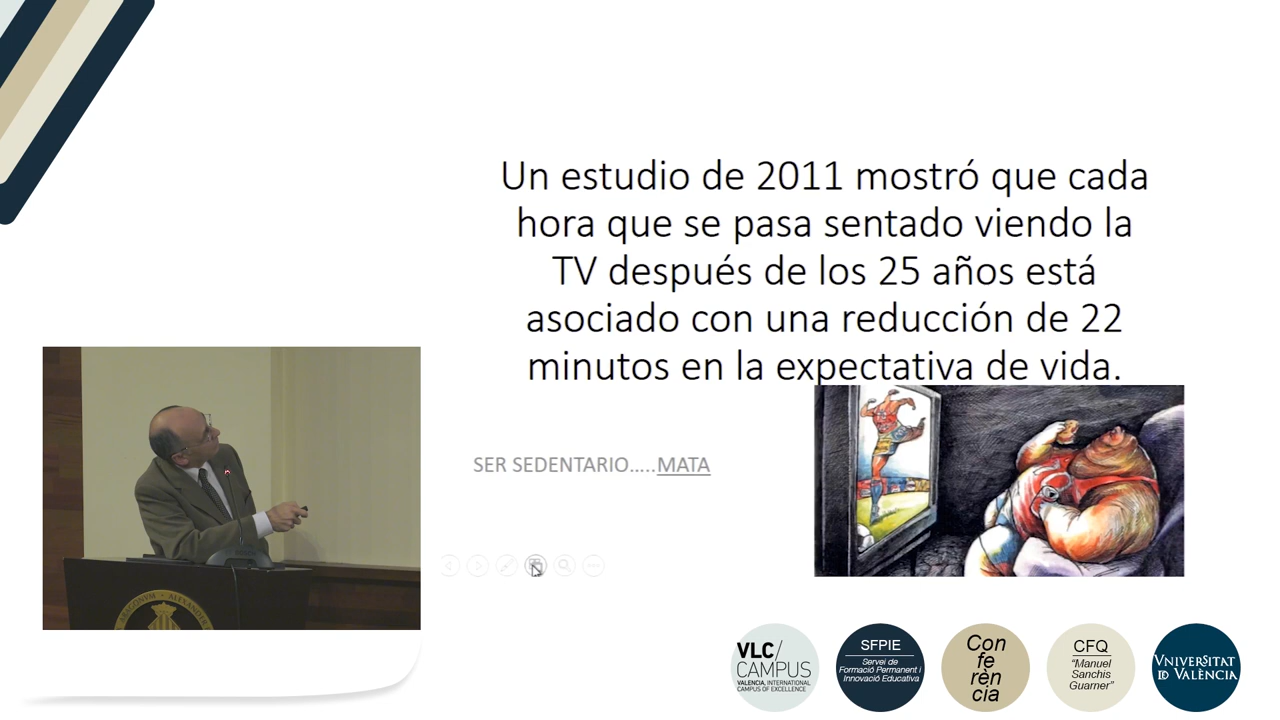 Un estudio de 2011 mostró que cada
hora que se pasa sentado viendo la
TV después de los 25 años está
asociado con una reducción de 22
minutos en la expectativa de vida.
SER SEDENTARIO.....MATA
VLC/
CAMPUS
VALENCIA, INTERNATIONAL
CAMPUS OF EXCELLENCE
SFPIE
Servei de
Formació Permanent i
Innovació Educativa
Con
fe
rèn
cia
CFQ
"Manuel
Sanchis
Guarner"
VNIVERSITAT
ID VALÈNCIA